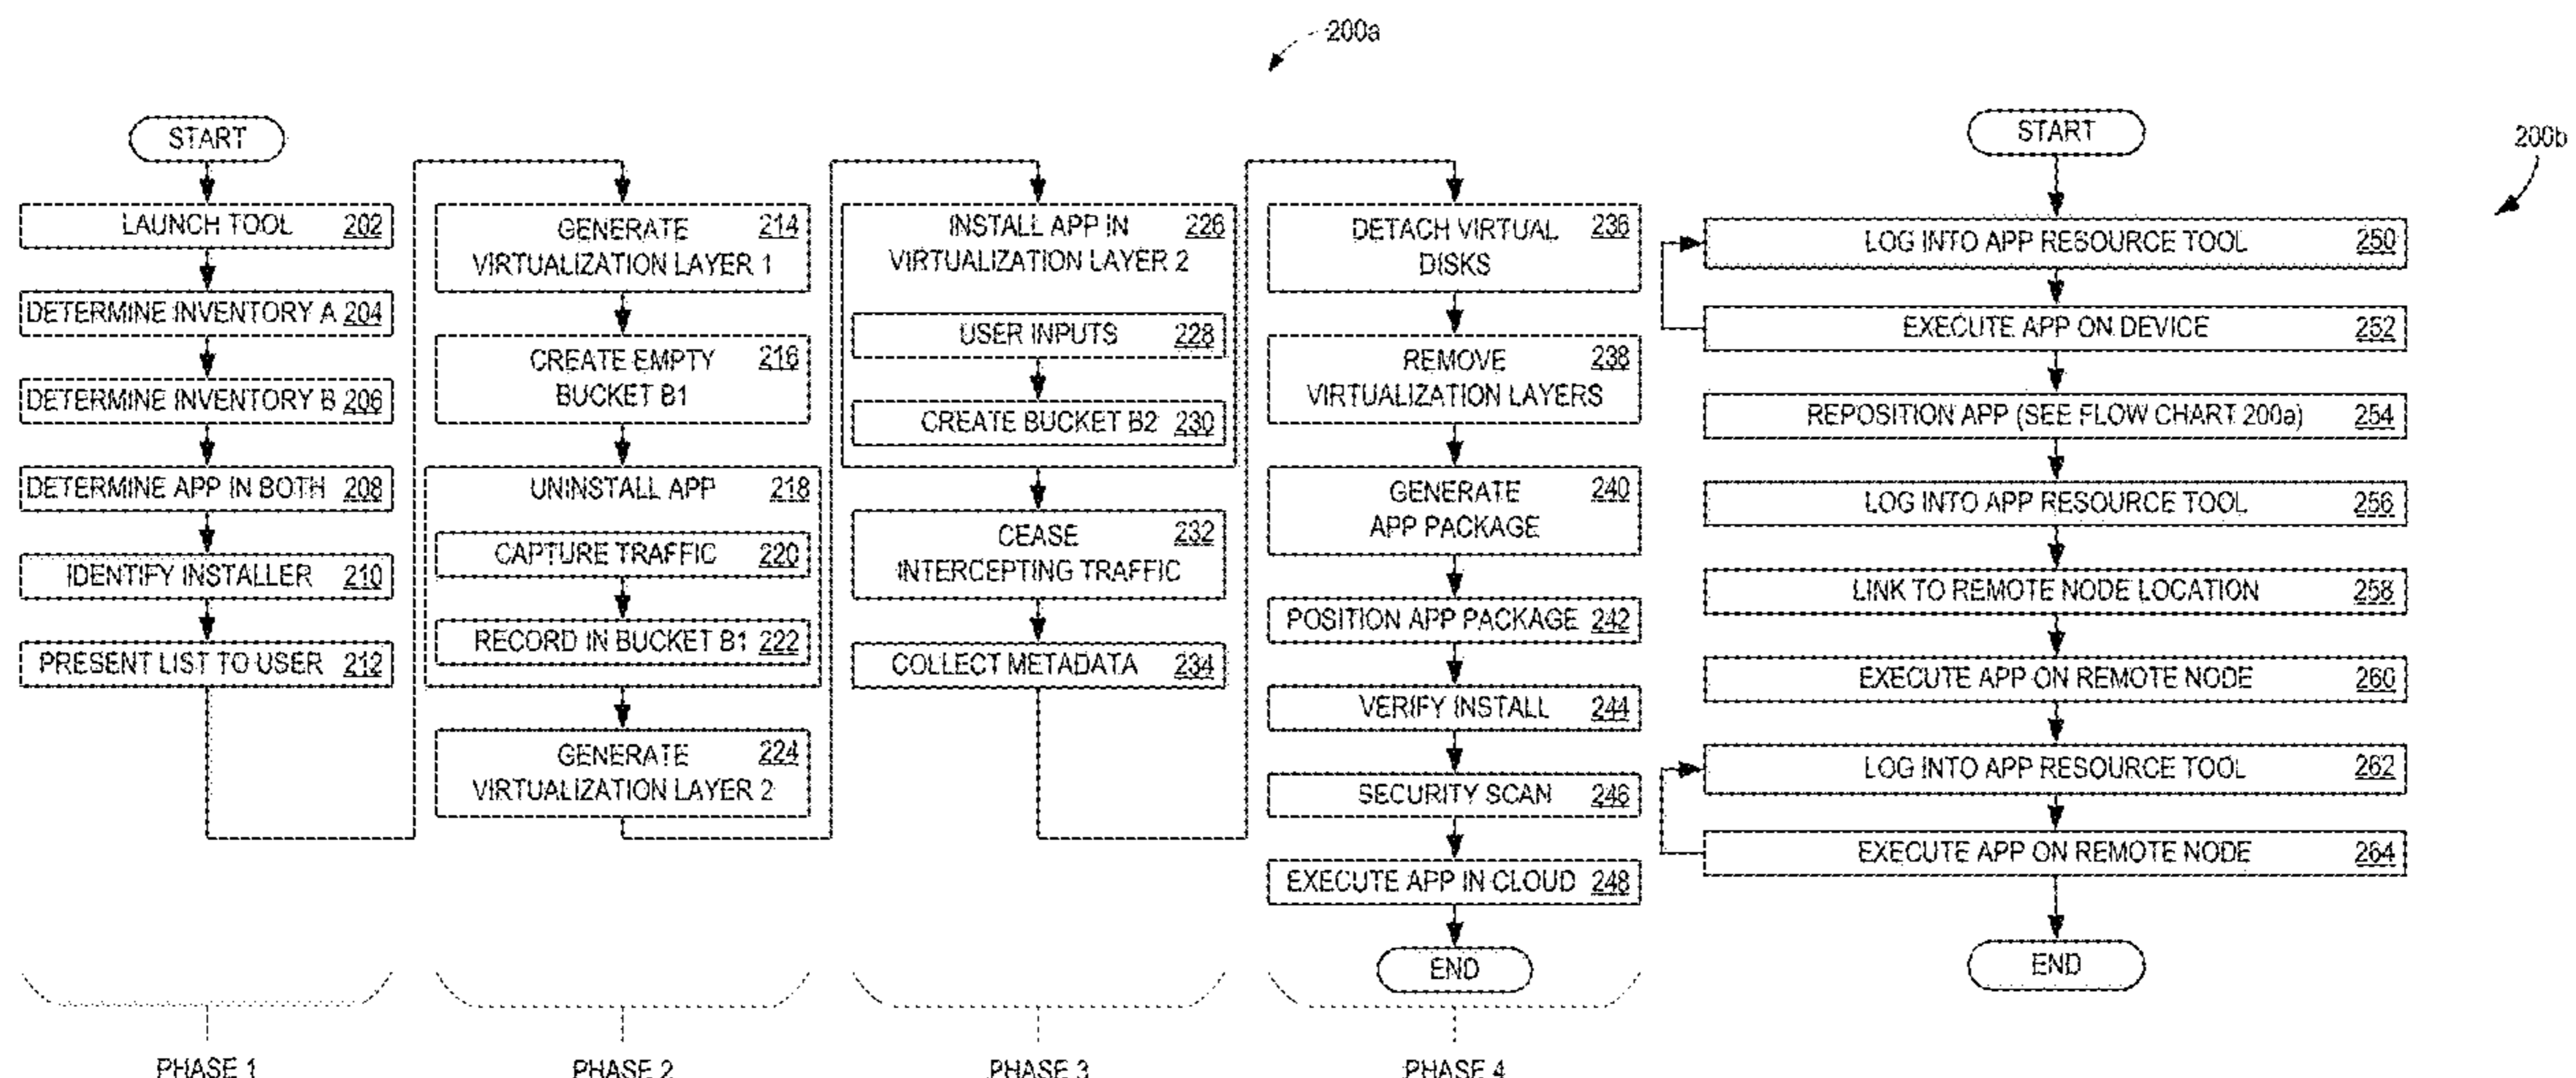 200a
START
LAUNCH TOOL 202
DETERMINE INVENTORY A 204
DETERMINE INVENTORY B 206
DETERMINE APP IN BOTH 208
IDENTIFY INSTALLER 210
PRESENT LIST TO USER 212
PHASE 1
GENERATE 214
VIRTUALIZATION LAYER 1
CREATE EMPTY 216
BUCKET B1
UNINSTALL APP 218
CAPTURE TRAFFIC 220
RECORD IN BUCKET B1 222
GENERATE 224
VIRTUALIZATION LAYER 2
PHASE 2
INSTALL APP IN 226
VIRTUALIZATION LAYER 2
USER INPUTS 228
CREATE BUCKET B2 230
CEASE 232
INTERCEPTING TRAFFIC
COLLECT METADATA 234
PHASE 3
DETACH VIRTUAL 236
DISKS
REMOVE 238
VIRTUALIZATION LAYERS
GENERATE 240
APP PACKAGE
POSITION APP PACKAGE 242
VERIFY INSTALL 244
SECURITY SCAN 246
EXECUTE APP IN CLOUD 248
END
PHASE 4
200b
START
LOG INTO APP RESOURCE TOOL 250
EXECUTE APP ON DEVICE 252
REPOSITION APP (SEE FLOW CHART 200a) 254
LOG INTO APP RESOURCE TOOL 256
LINK TO REMOTE NODE LOCATION 258
EXECUTE APP ON REMOTE NODE 260
LOG INTO APP RESOURCE TOOL 262
EXECUTE APP ON REMOTE NODE 264
END